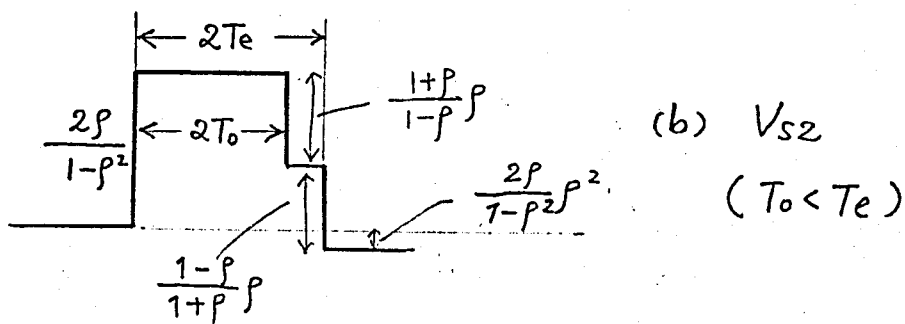 2Te
2ρ/(1-ρ²)
2T₀
(1+ρ)/(1-ρ) ρ
(b) Vs2
2ρ/(1-ρ²) ρ²
(T₀ < Te)
(1-ρ)/(1+ρ) ρ